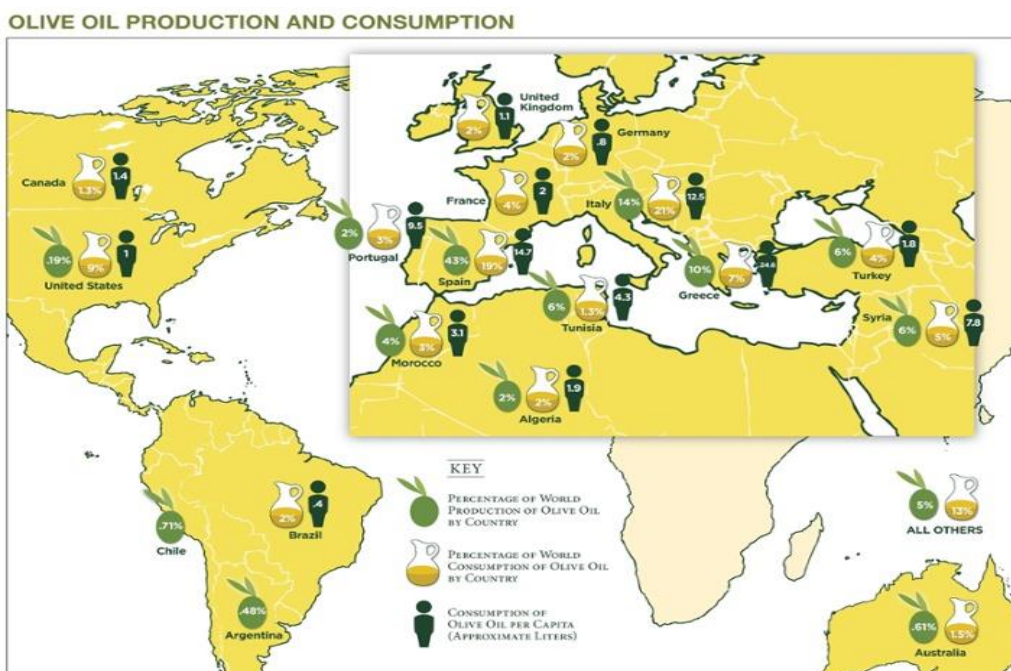 OLIVE OIL PRODUCTION AND CONSUMPTION
United
Kingdom
1.1
2%
Germany
.8
2%
Canada
1.3%
1.4
France
4%
2
Italy
14%
21%
12.5
Portugal
2%
3%
9.5
.19%
9%
1
United States
43%
19%
14.7
Spain
10%
7%
24.8
Greece
6%
4%
1.8
Turkey
6%
1.3%
4.3
Tunisia
Syria
6%
5%
7.8
4%
3%
3.1
Morocco
2%
2%
1.9
Algeria
KEY
PERCENTAGE OF WORLD
PRODUCTION OF OLIVE OIL
BY COUNTRY
PERCENTAGE OF WORLD
CONSUMPTION OF OLIVE OIL
BY COUNTRY
CONSUMPTION OF
OLIVE OIL PER CAPITA
(APPROXIMATE LITERS)
.71%
Chile
2%
.4
Brazil
.48%
Argentina
5%
13%
ALL OTHERS
.61%
1.5%
Australia